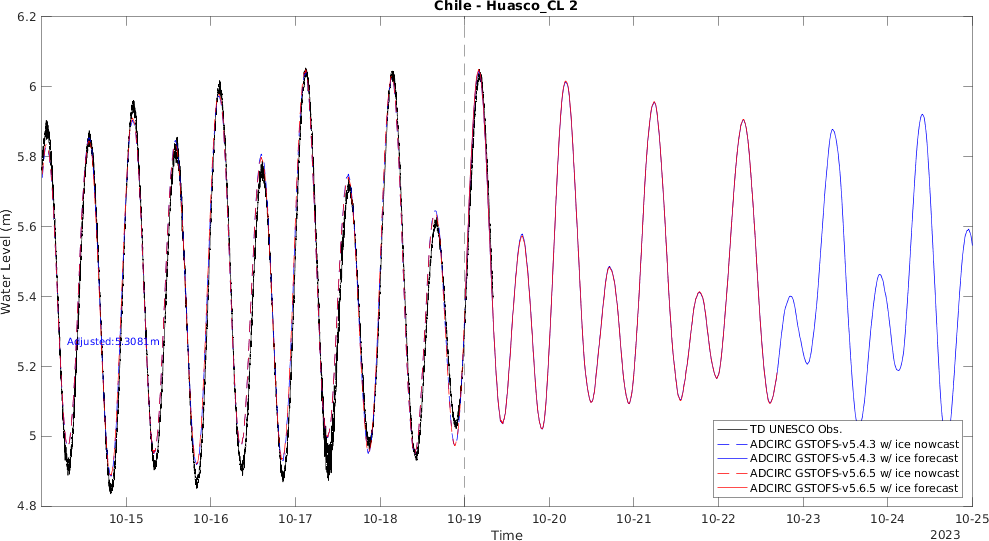 Chile - Huasco_CL 2
6.2
6
5.8
5.6
5.4
5.2
5
4.8
Water Level (m)
Adjusted:5.3081m
TD UNESCO Obs.
ADCIRC GSTOFS-v5.4.3 w/ ice nowcast
ADCIRC GSTOFS-v5.4.3 w/ ice forecast
ADCIRC GSTOFS-v5.6.5 w/ ice nowcast
ADCIRC GSTOFS-v5.6.5 w/ ice forecast
10-15 10-16 10-17 10-18 10-19 10-20 10-21 10-22 10-23 10-24 10-25
Time
2023